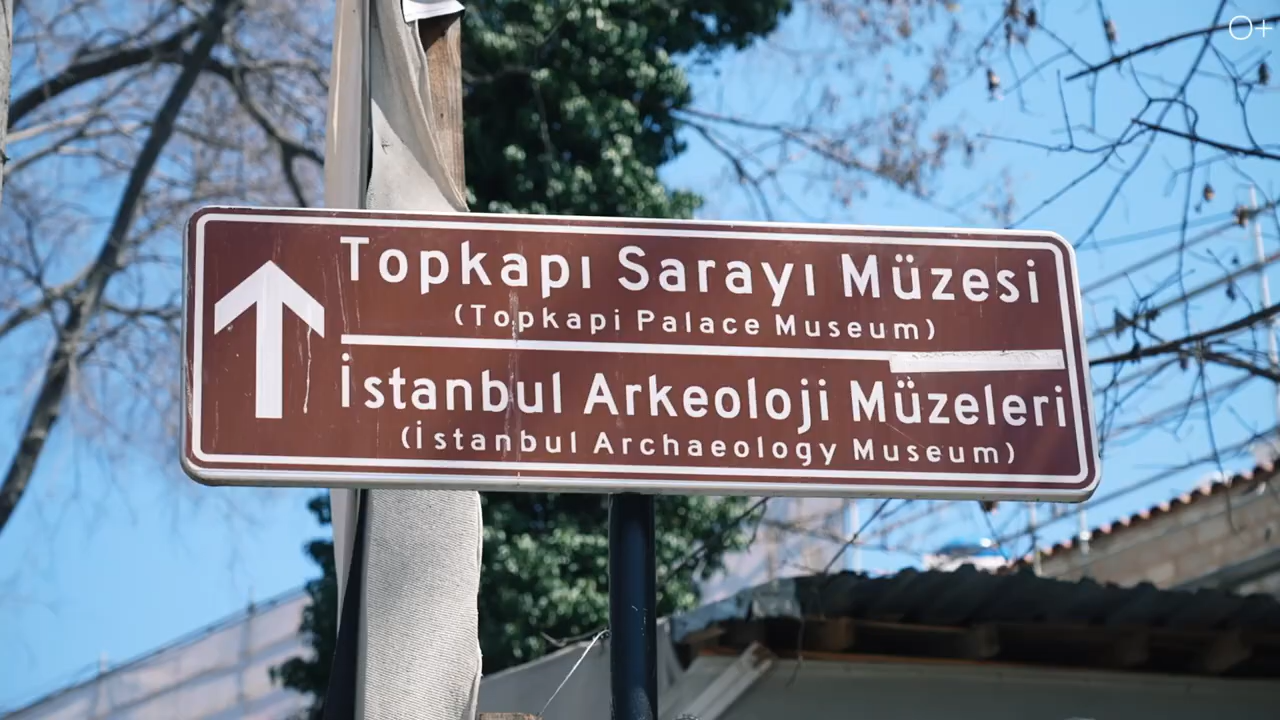 O+
Topkapı Sarayı Müzesi
(Topkapi Palace Museum)
İstanbul Arkeoloji Müzeleri
(İstanbul Archaeology Museum)